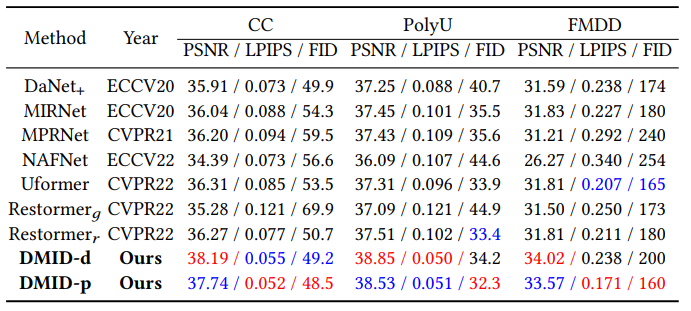 Method Year CC PolyU FMDD
PSNR / LPIPS / FID PSNR / LPIPS / FID PSNR / LPIPS / FID
DaNet+ ECCV20 35.91 / 0.073 / 49.9 37.25 / 0.088 / 40.7 31.59 / 0.238 / 174
MIRNet ECCV20 36.04 / 0.088 / 54.3 37.45 / 0.101 / 35.5 31.83 / 0.227 / 180
MPRNet CVPR21 36.20 / 0.094 / 59.5 37.43 / 0.109 / 35.6 31.21 / 0.292 / 240
NAFNet ECCV22 34.39 / 0.073 / 56.6 36.09 / 0.107 / 44.6 26.27 / 0.340 / 254
Uformer CVPR22 36.31 / 0.085 / 53.5 37.31 / 0.096 / 33.9 31.81 / 0.207 / 165
Restormerg CVPR22 35.28 / 0.121 / 69.9 37.09 / 0.121 / 44.9 31.50 / 0.250 / 173
Restormerr CVPR22 36.27 / 0.077 / 50.7 37.51 / 0.102 / 33.4 31.81 / 0.211 / 180
DMID-d Ours 38.19 / 0.055 / 49.2 38.85 / 0.050 / 34.2 34.02 / 0.238 / 200
DMID-p Ours 37.74 / 0.052 / 48.5 38.53 / 0.051 / 32.3 33.57 / 0.171 / 160